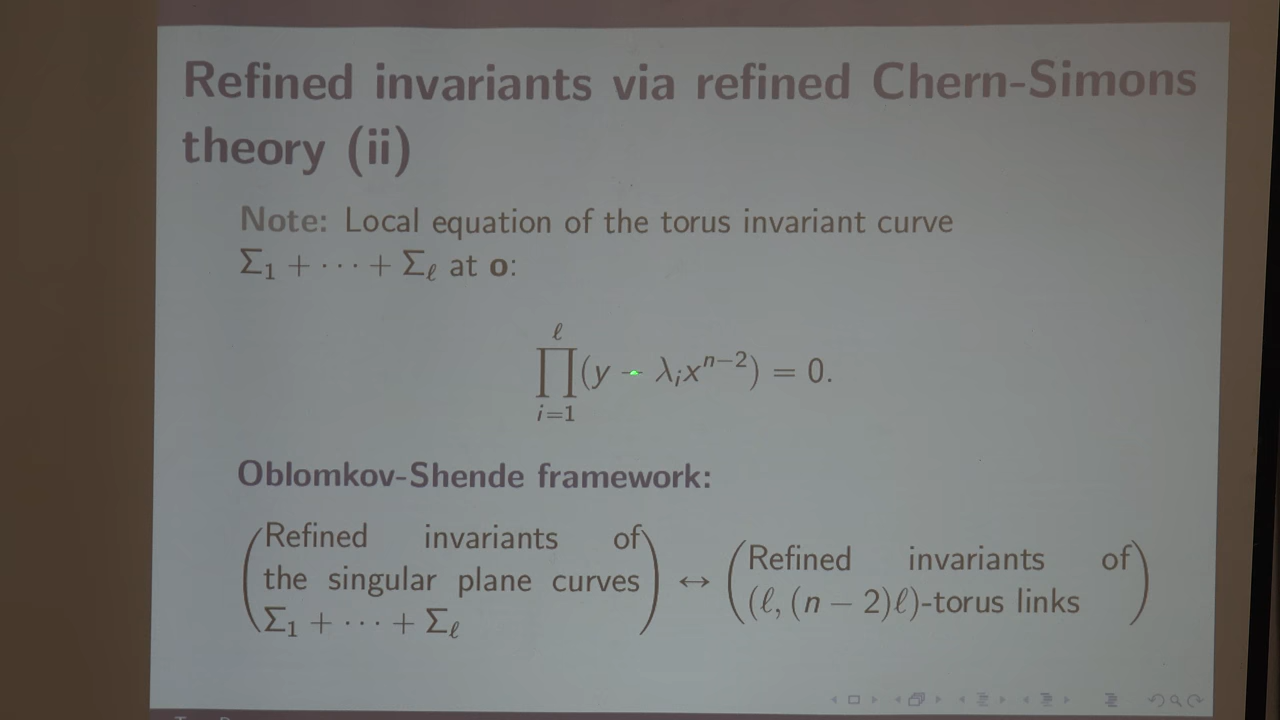 Refined invariants via refined Chern-Simons
theory (ii)
Note: Local equation of the torus invariant curve
Σ₁ + ⋯ + Σ_ℓ at o:
∏_{i=1}^{ℓ} (y − λ_i x^{n−2}) = 0.
Oblomkov-Shende framework:
(Refined invariants of the singular plane curves Σ₁ + ⋯ + Σ_ℓ) ↔ (Refined invariants of (ℓ, (n − 2)ℓ)-torus links)